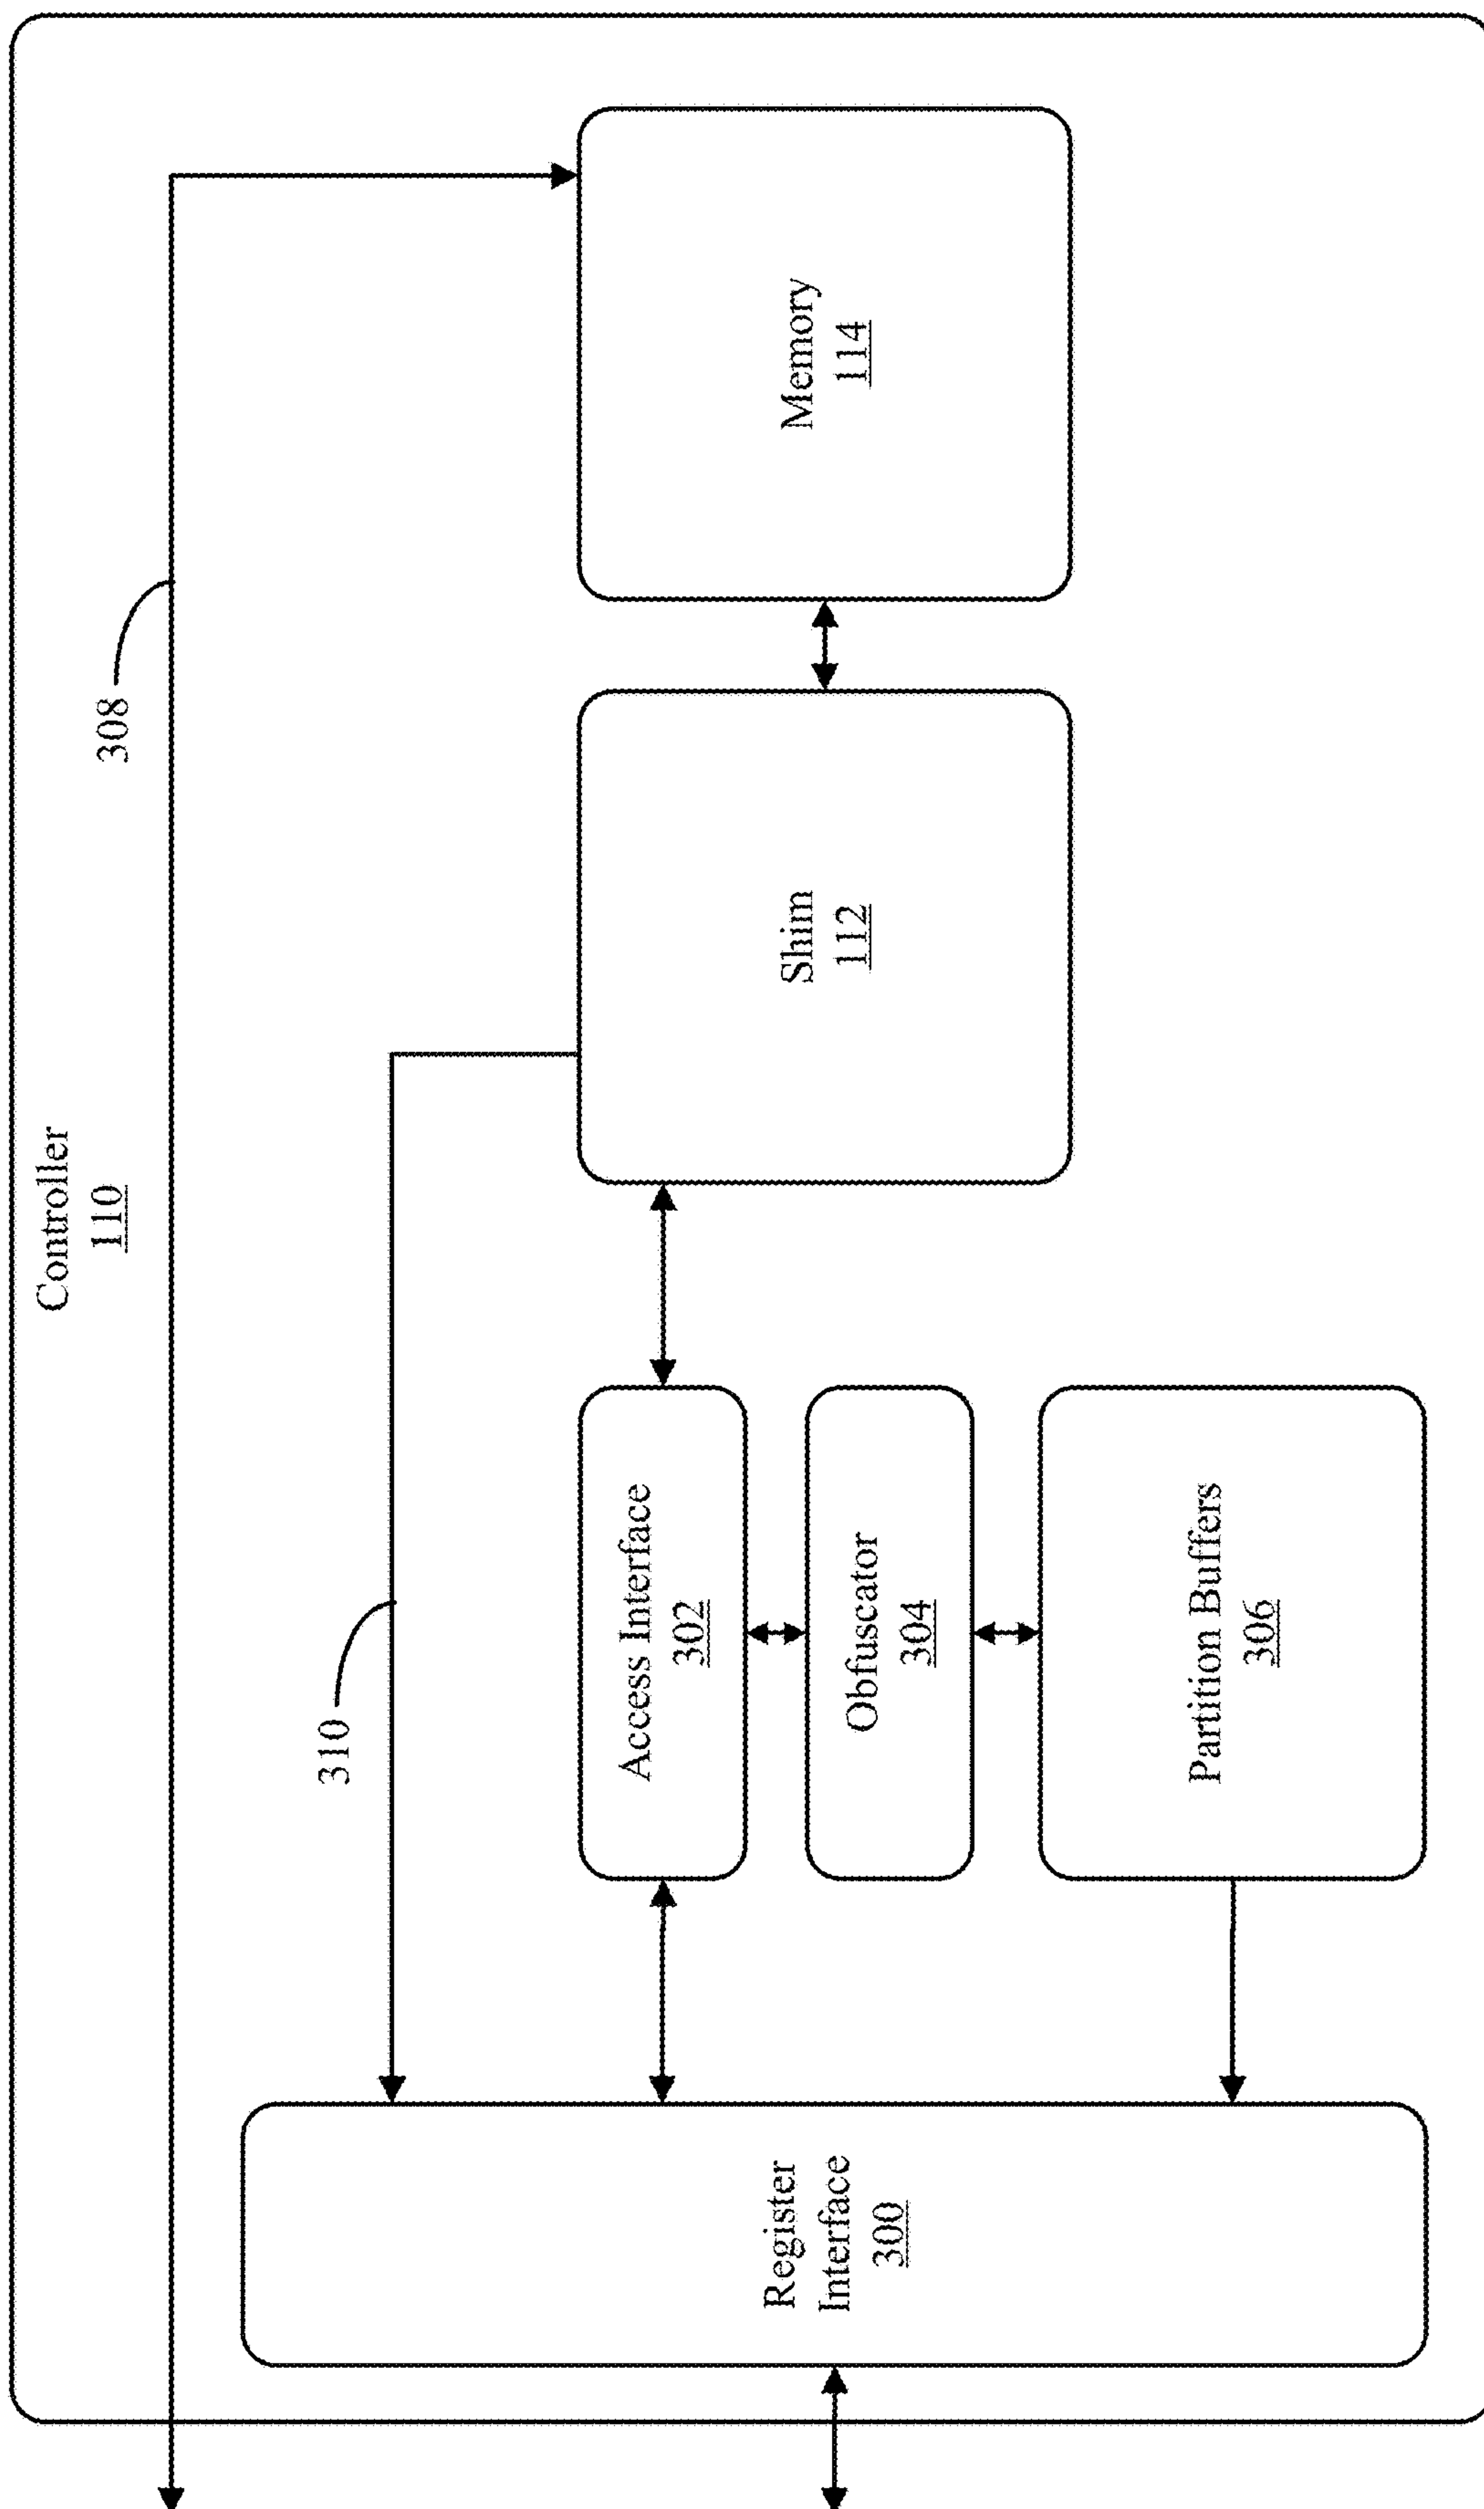 Controller
110
308
310
Register
Interface
300
Access Interface
302
Obfuscator
304
Partition Buffers
306
Shim
112
Memory
114